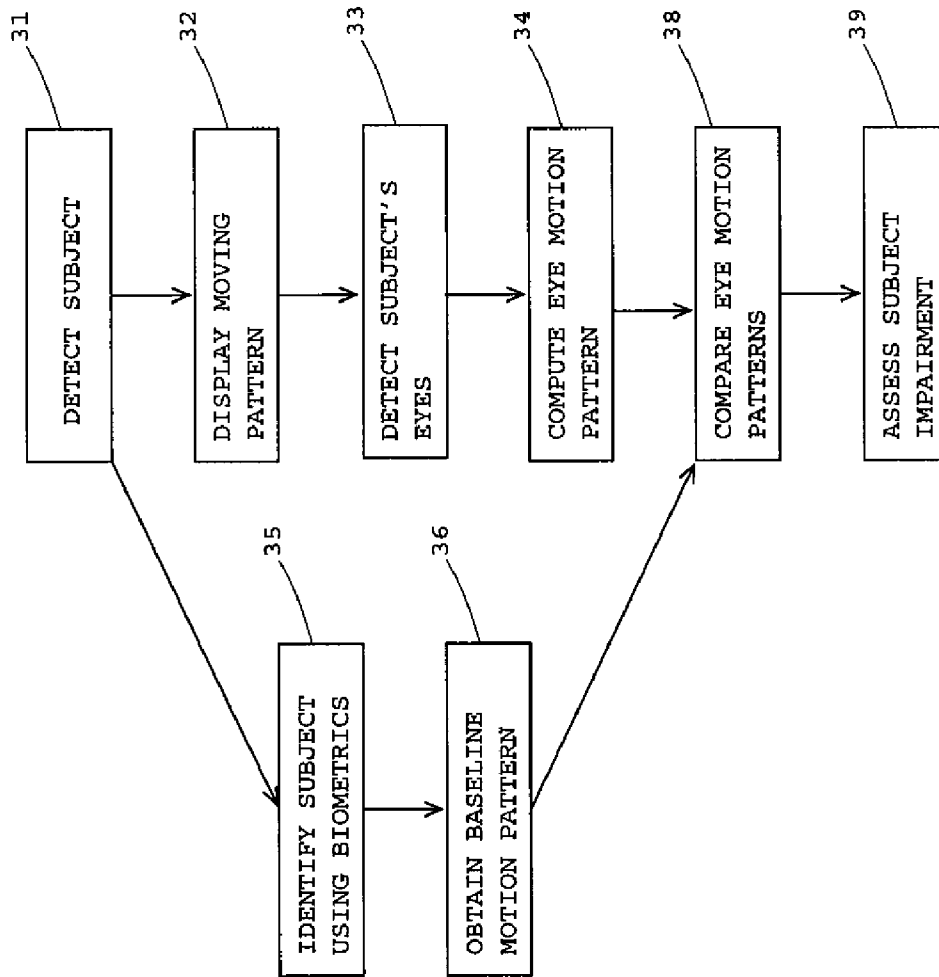 31
DETECT SUBJECT
32
DISPLAY MOVING
PATTERN
33
DETECT SUBJECT'S
EYES
34
COMPUTE EYE MOTION
PATTERN
35
IDENTIFY SUBJECT
USING BIOMETRICS
36
OBTAIN BASELINE
MOTION PATTERN
38
COMPARE EYE MOTION
PATTERNS
39
ASSESS SUBJECT
IMPAIRMENT